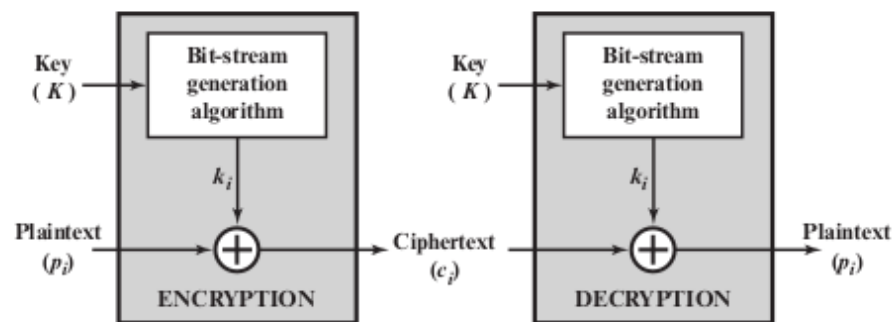 Key
( K )
Bit-stream
generation
algorithm
k_i
Plaintext
(p_i)
ENCRYPTION
Ciphertext
(c_i)
Key
( K )
Bit-stream
generation
algorithm
k_i
Plaintext
(p_i)
DECRYPTION